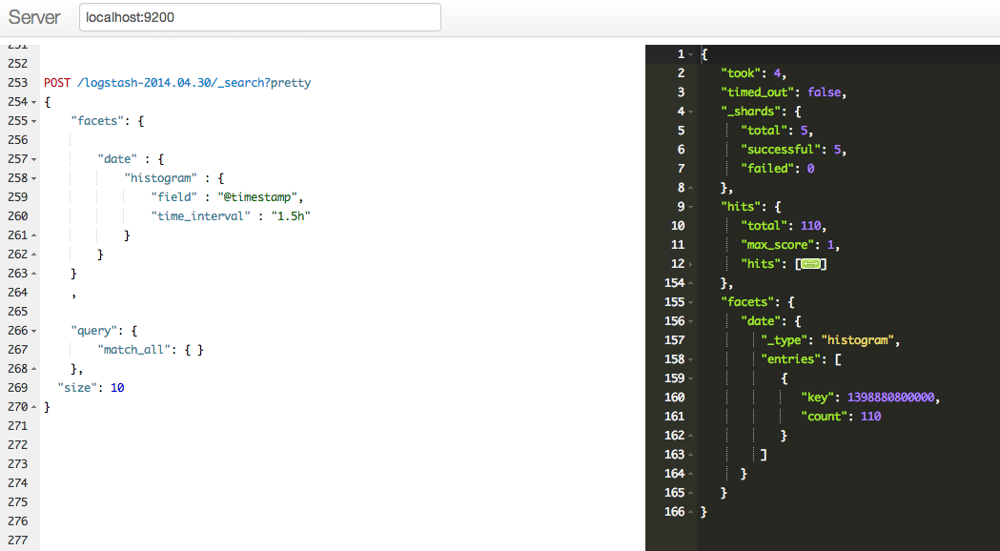 Server localhost:9200
251
252
253 POST /logstash-2014.04.30/_search?pretty
254 {
255 "facets": {
256
257 "date" : {
258 "histogram" : {
259 "field" : "@timestamp",
260 "time_interval" : "1.5h"
261 }
262 }
263 }
264 ,
265
266 "query": {
267 "match_all": { }
268 },
269 "size": 10
270 }
271
272
273
274
275
276
277
1 {
2 "took": 4,
3 "timed_out": false,
4 "_shards": {
5 "total": 5,
6 "successful": 5,
7 "failed": 0
8 },
9 "hits": {
10 "total": 110,
11 "max_score": 1,
12 "hits": [ ]
154 },
155 "facets": {
156 "date": {
157 "_type": "histogram",
158 "entries": [
159 {
160 "key": 1398880800000,
161 "count": 110
162 }
163 ]
164 }
165 }
166 }